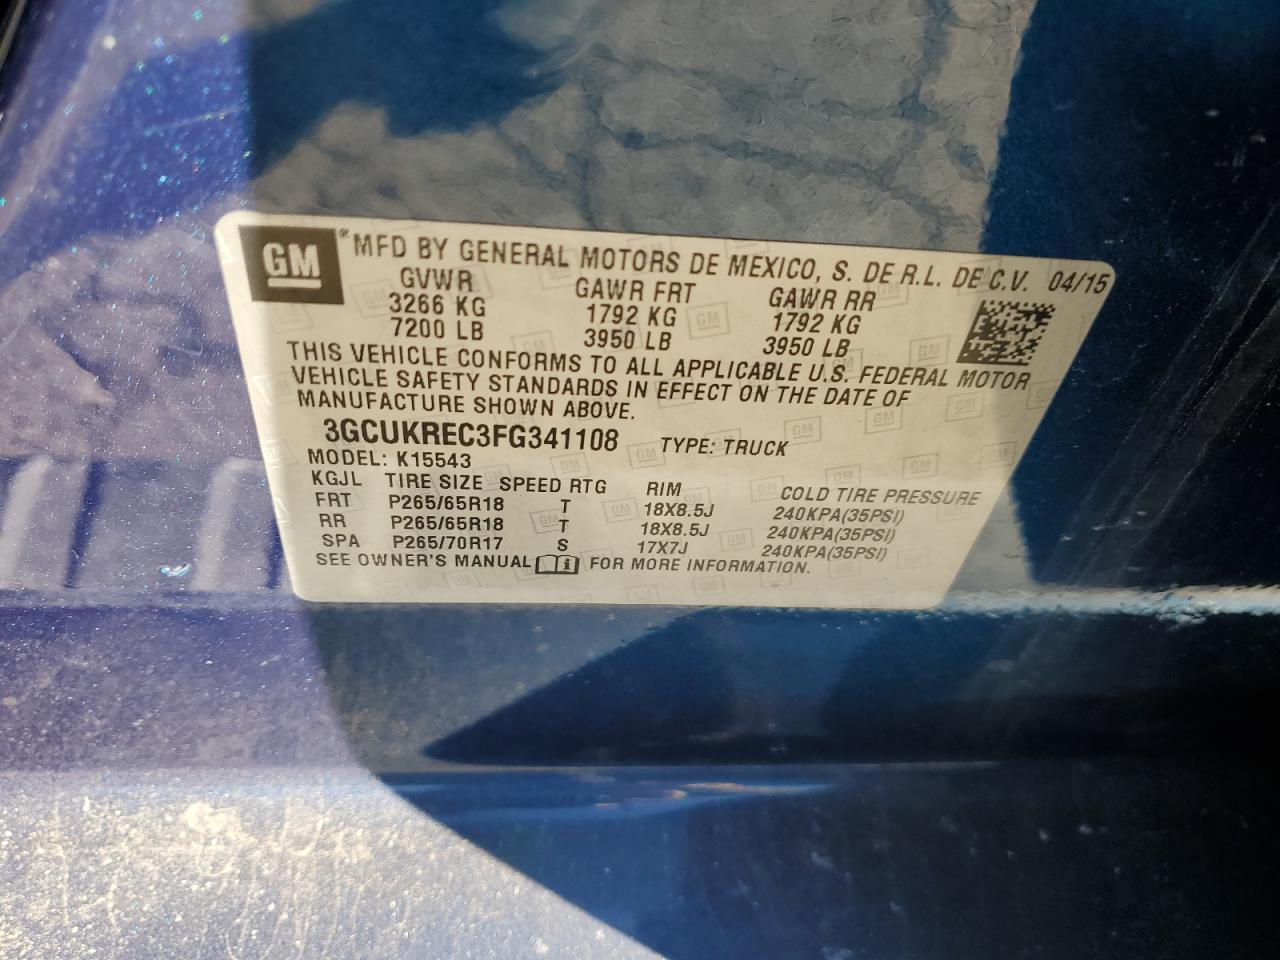 GM
MFD BY GENERAL MOTORS DE MEXICO, S. DE R.L. DE C.V. 04/15
GVWR GAWR FRT GAWR RR
3266 KG 1792 KG 1792 KG
7200 LB 3950 LB 3950 LB
THIS VEHICLE CONFORMS TO ALL APPLICABLE U.S. FEDERAL MOTOR
VEHICLE SAFETY STANDARDS IN EFFECT ON THE DATE OF
MANUFACTURE SHOWN ABOVE.
3GCUKREC3FG341108 TYPE: TRUCK
MODEL: K15543
KGJL TIRE SIZE SPEED RTG RIM COLD TIRE PRESSURE
FRT P265/65R18 T 18X8.5J 240KPA(35PSI)
RR P265/65R18 T 18X8.5J 240KPA(35PSI)
SPA P265/70R17 S 17X7J 240KPA(35PSI)
SEE OWNER'S MANUAL FOR MORE INFORMATION.